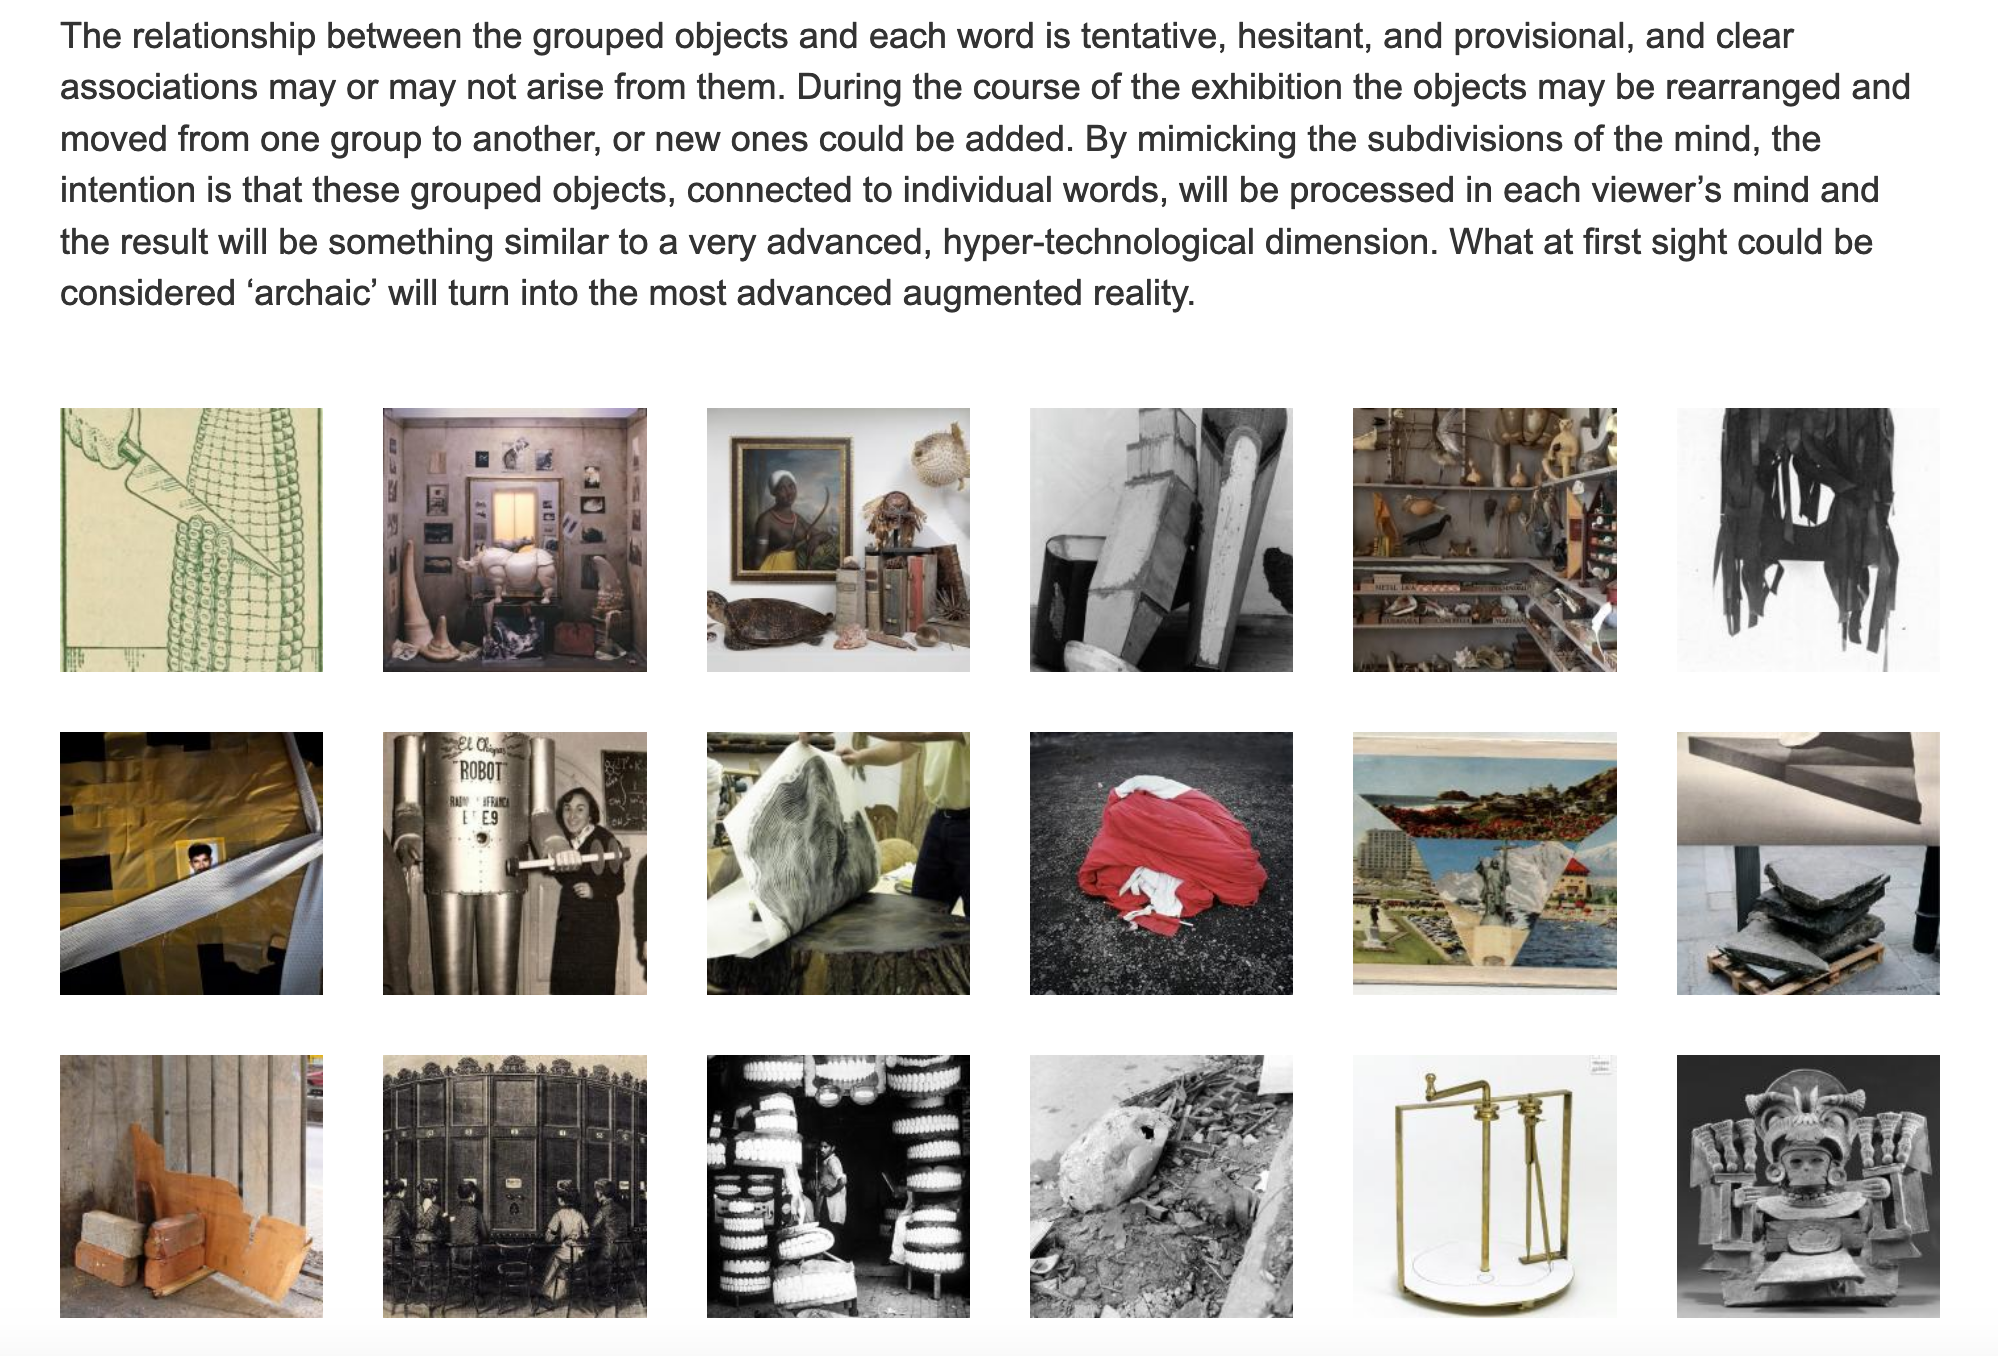 The relationship between the grouped objects and each word is tentative, hesitant, and provisional, and clear
associations may or may not arise from them. During the course of the exhibition the objects may be rearranged and
moved from one group to another, or new ones could be added. By mimicking the subdivisions of the mind, the
intention is that these grouped objects, connected to individual words, will be processed in each viewer’s mind and
the result will be something similar to a very advanced, hyper-technological dimension. What at first sight could be
considered ‘archaic’ will turn into the most advanced augmented reality.
El
"ROBOT"
E9